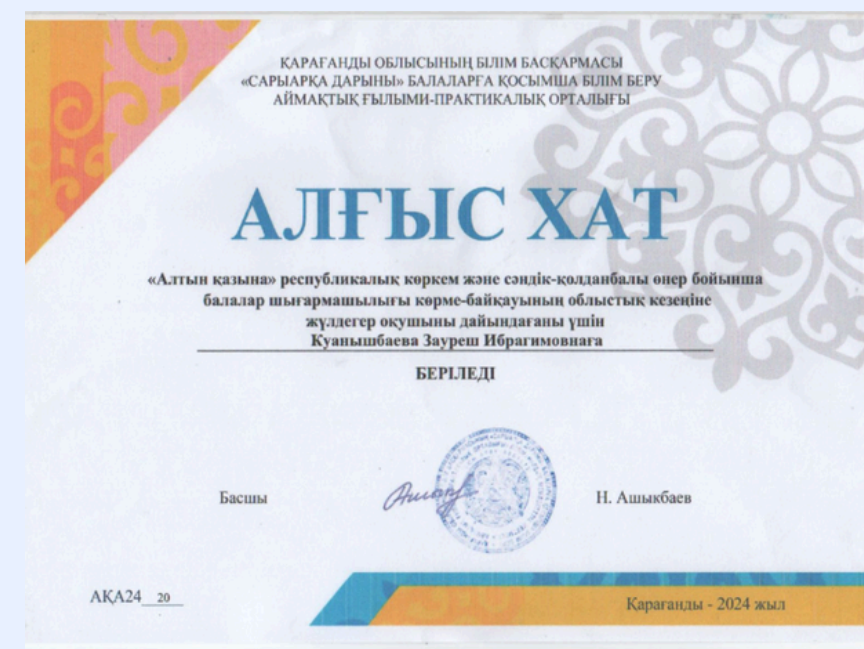 ҚАРАҒАНДЫ ОБЛЫСЫНЫҢ БІЛІМ БАСҚАРМАСЫ
«САРЫАРҚА ДАРЫНЫ» БАЛАЛАРҒА ҚОСЫМША БІЛІМ БЕРУ
АЙМАҚТЫҚ ҒЫЛЫМИ-ПРАКТИКАЛЫҚ ОРТАЛЫҒЫ
АЛҒЫС ХАТ
«Алтын қазына» республикалық көркем және сәндік-қолданбалы өнер бойынша
балалар шығармашылығы көрме-байқауының облыстық кезеңіне
жүлдегер оқушыны дайындағаны үшін
Куанышбаева Зауреш Ибрагимовнаға
БЕРІЛЕДІ
Басшы
Н. Ашыкбаев
АҚА24 20
Қарағанды - 2024 жыл